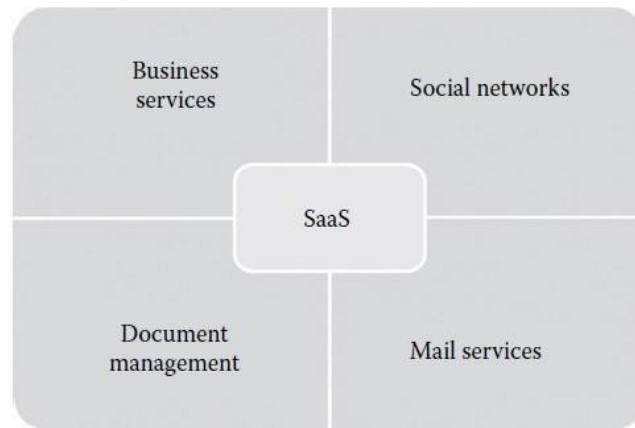 Business
services
Social networks
SaaS
Document
management
Mail services